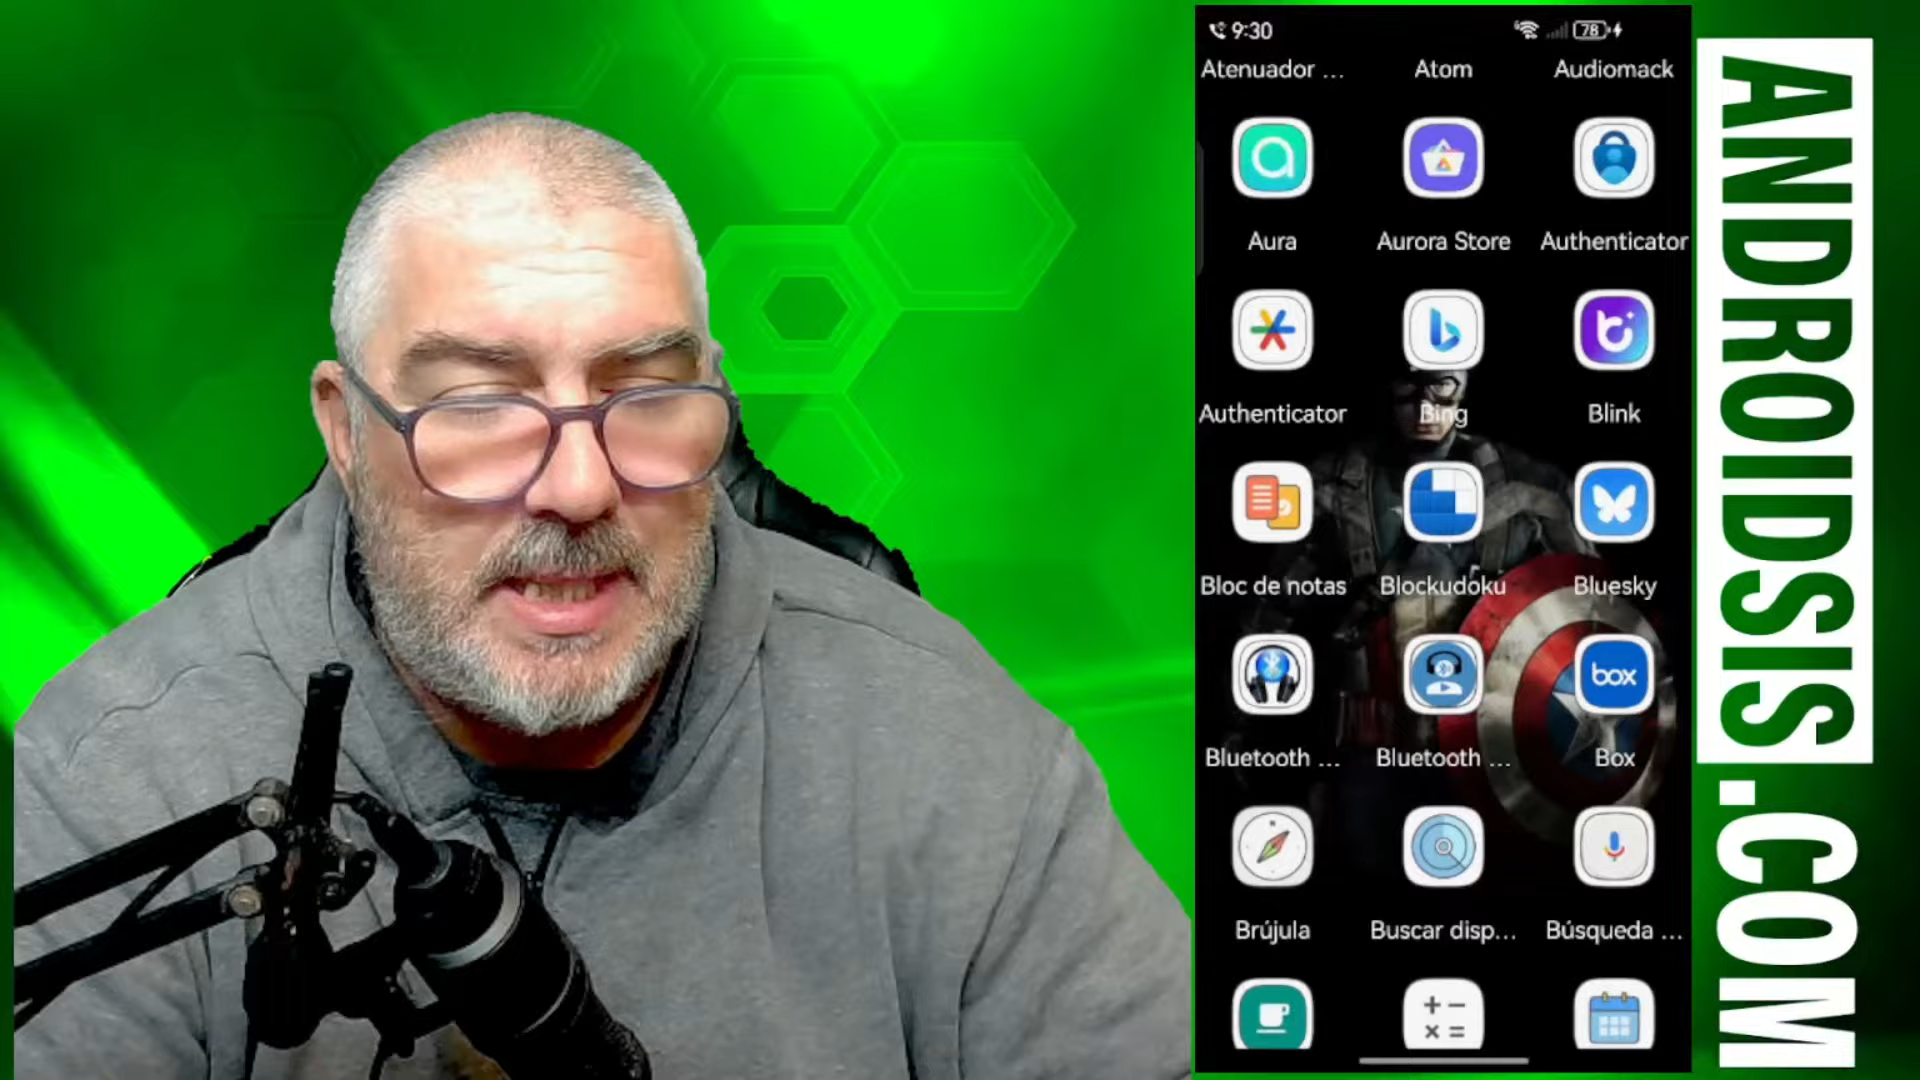 9:30
78
Atenuador ...
Atom
Audiomack
Aura
Aurora Store
Authenticator
Authenticator
Bing
Blink
Bloc de notas
Blockudoku
Bluesky
box
Bluetooth ...
Bluetooth ...
Box
Brújula
Buscar disp...
Búsqueda ...
ANDROIDSIS.COM